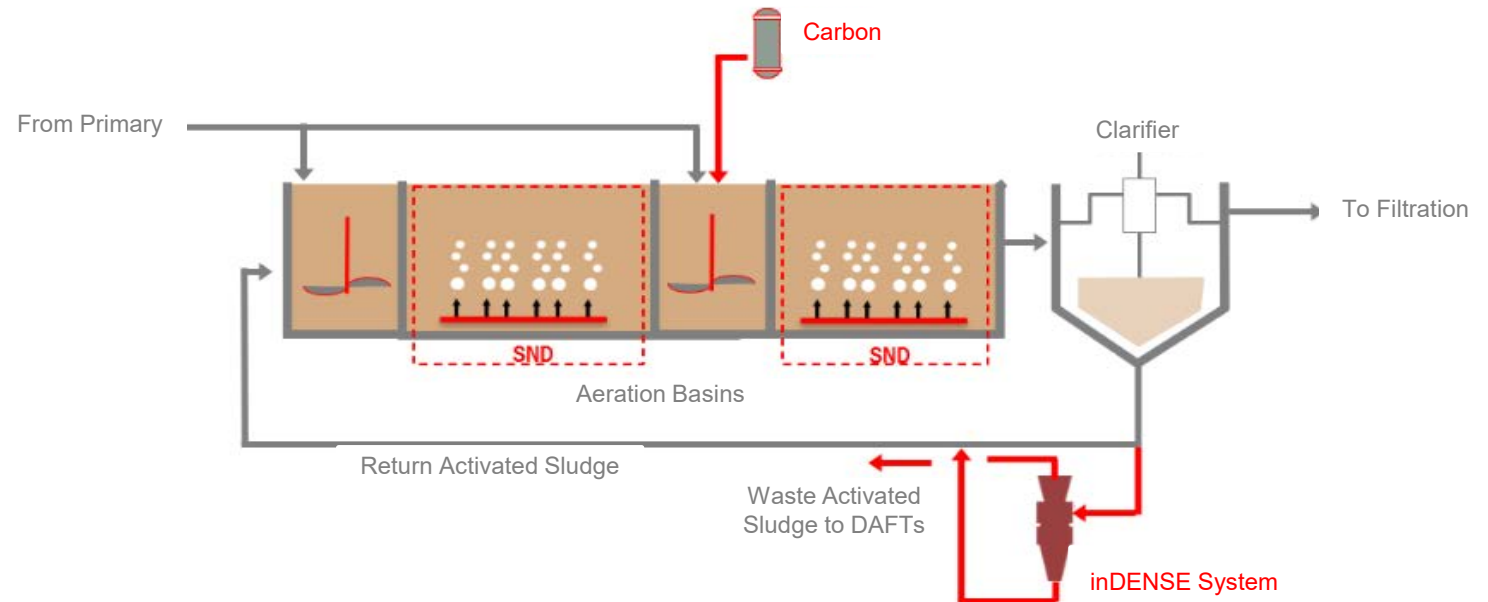 Carbon
From Primary
Clarifier
To Filtration
SND
SND
Aeration Basins
Return Activated Sludge
Waste Activated
Sludge to DAFTs
inDENSE System